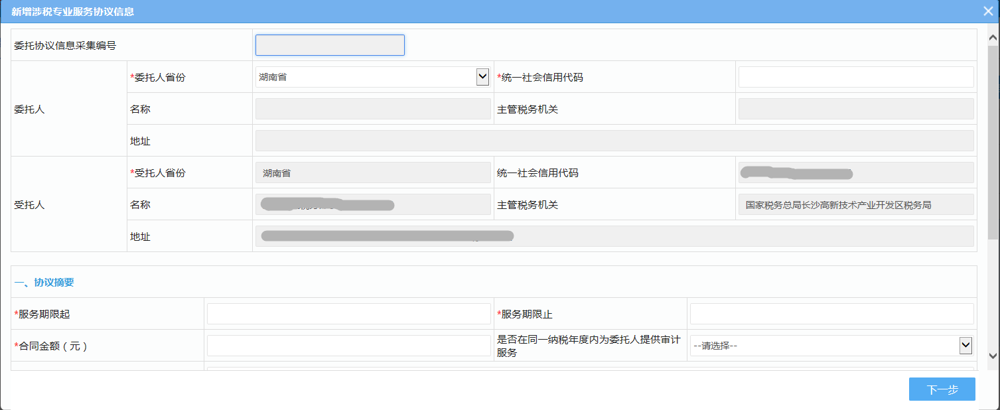 新增涉税专业服务协议信息
委托协议信息采集编号
委托人
*委托人省份 湖南省 *统一社会信用代码
名称 主管税务机关
地址
受托人
*受托人省份 湖南省 统一社会信用代码
名称 主管税务机关 国家税务总局长沙高新技术产业开发区税务局
地址
一、协议摘要
*服务期限起 *服务期限止
*合同金额（元） 是否在同一纳税年度内为委托人提供审计
服务 --请选择--
下一步